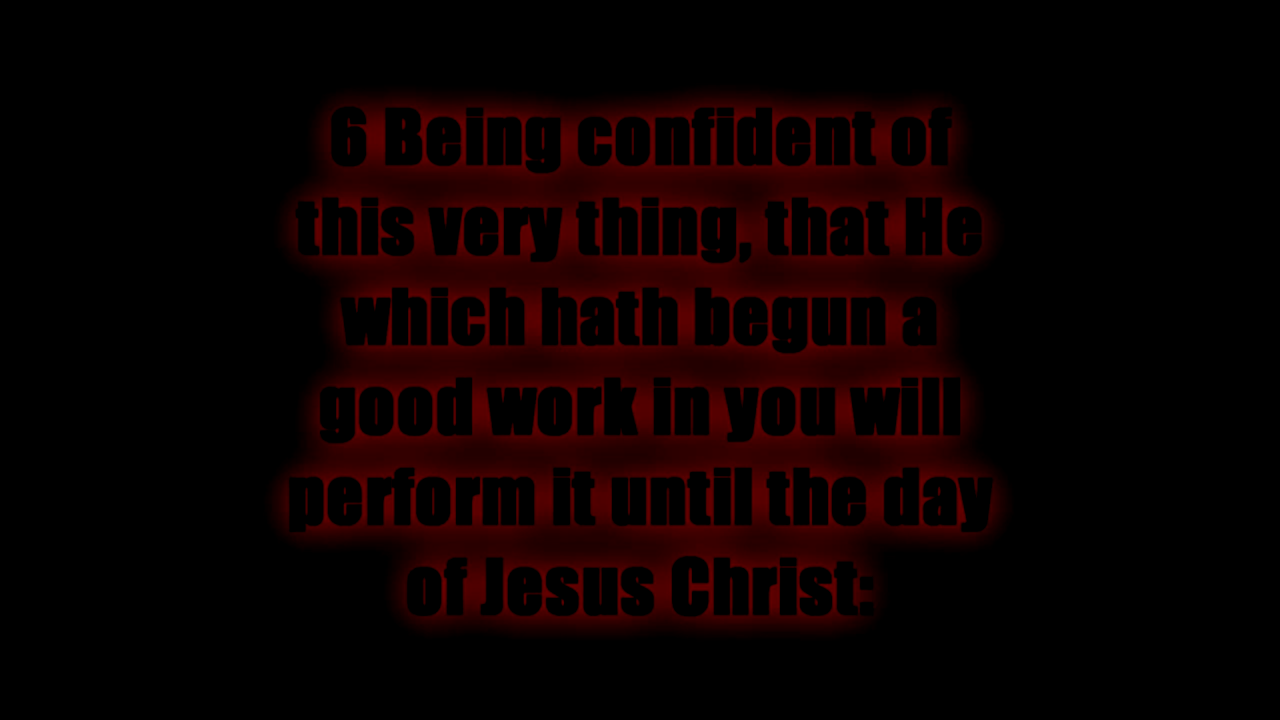 6 Being confident of
this very thing, that He
which hath begun a
good work in you will
perform it until the day
of Jesus Christ: